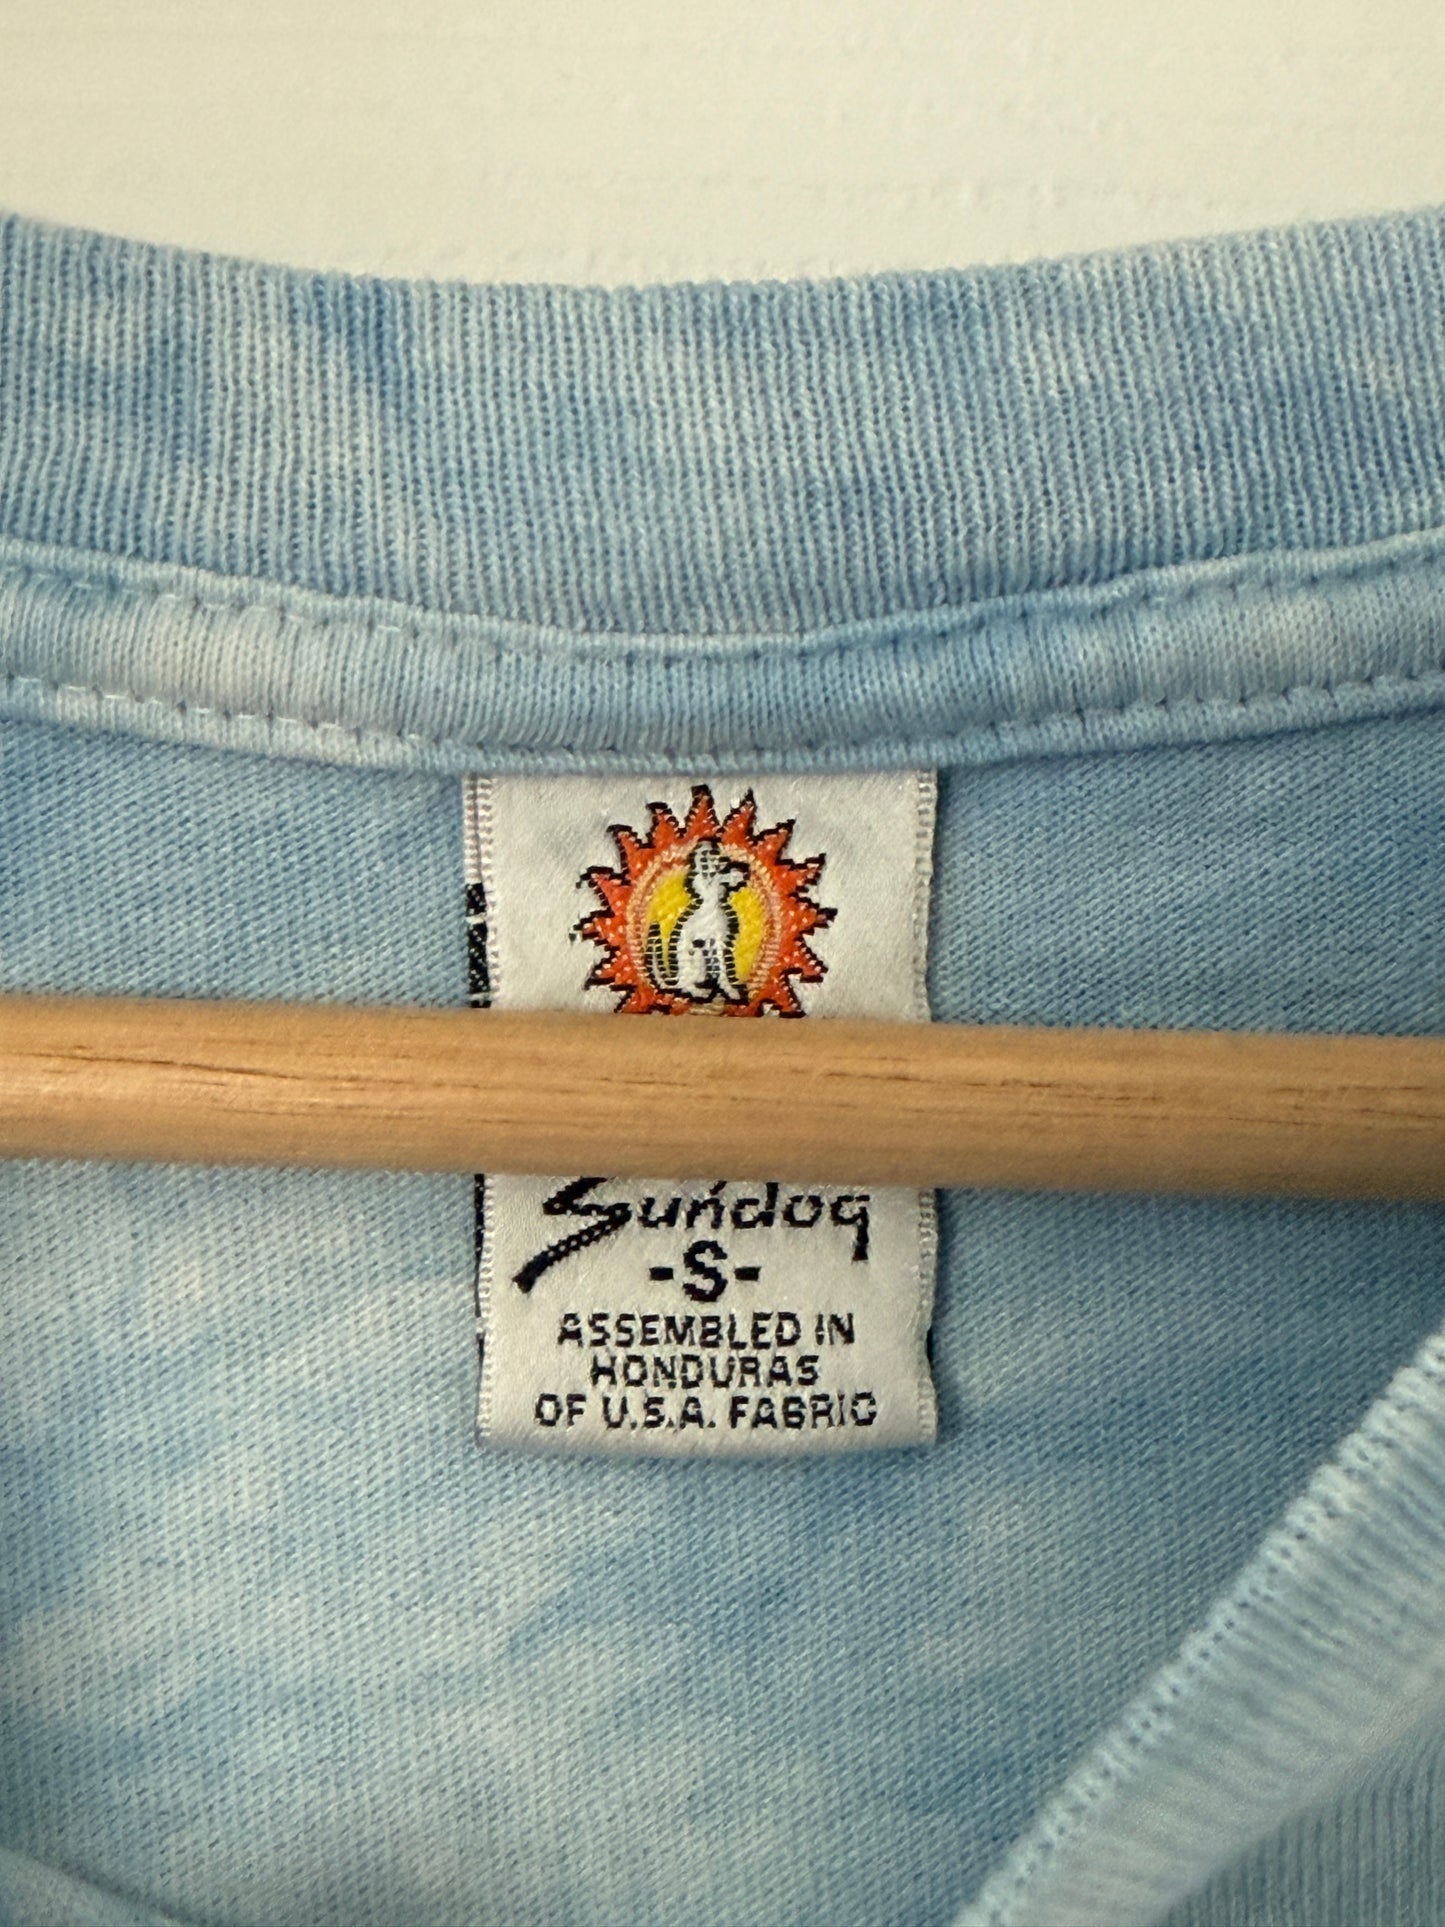 Sundog
-S-
ASSEMBLED IN
HONDURAS
OF U.S.A. FABRIC